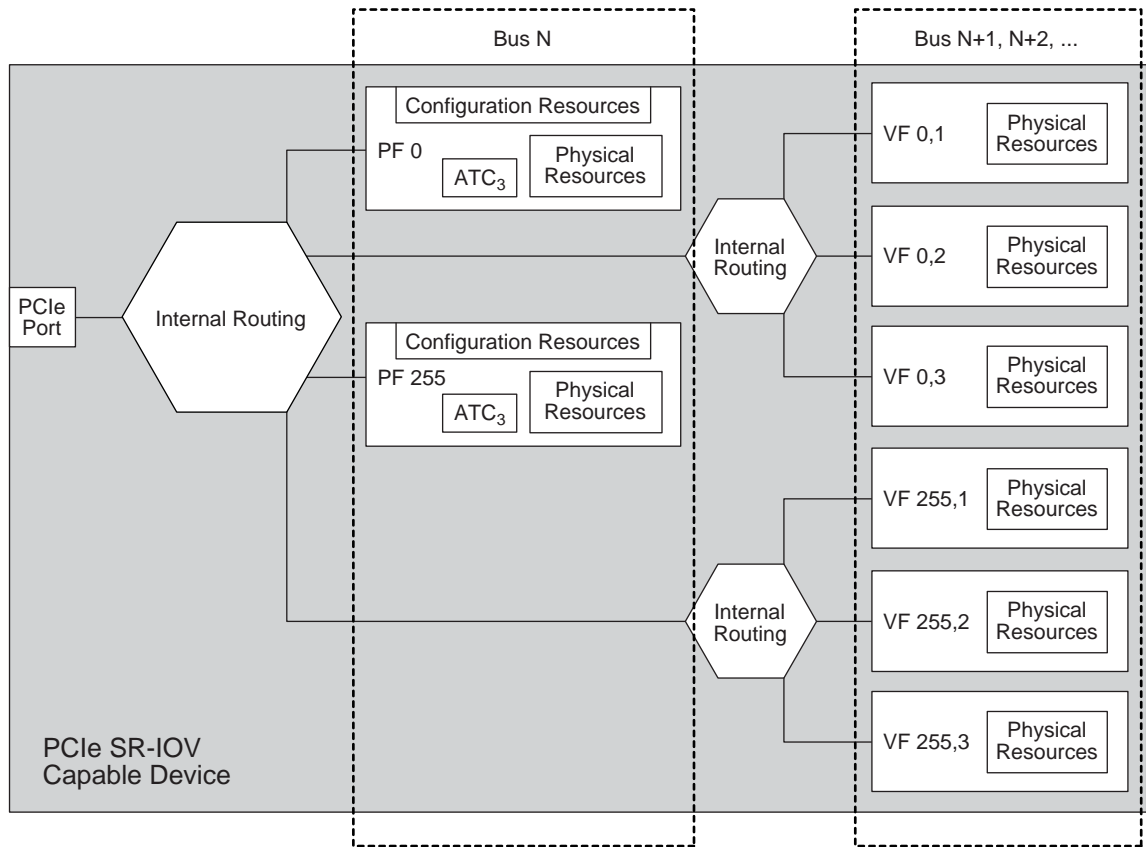 Bus N
Bus N+1, N+2, ...
Configuration Resources
PF 0
ATC3
Physical
Resources
Internal Routing
PCIe
Port
Configuration Resources
PF 255
ATC3
Physical
Resources
Internal
Routing
VF 0,1
Physical
Resources
VF 0,2
Physical
Resources
VF 0,3
Physical
Resources
Internal
Routing
VF 255,1
Physical
Resources
VF 255,2
Physical
Resources
VF 255,3
Physical
Resources
PCIe SR-IOV
Capable Device